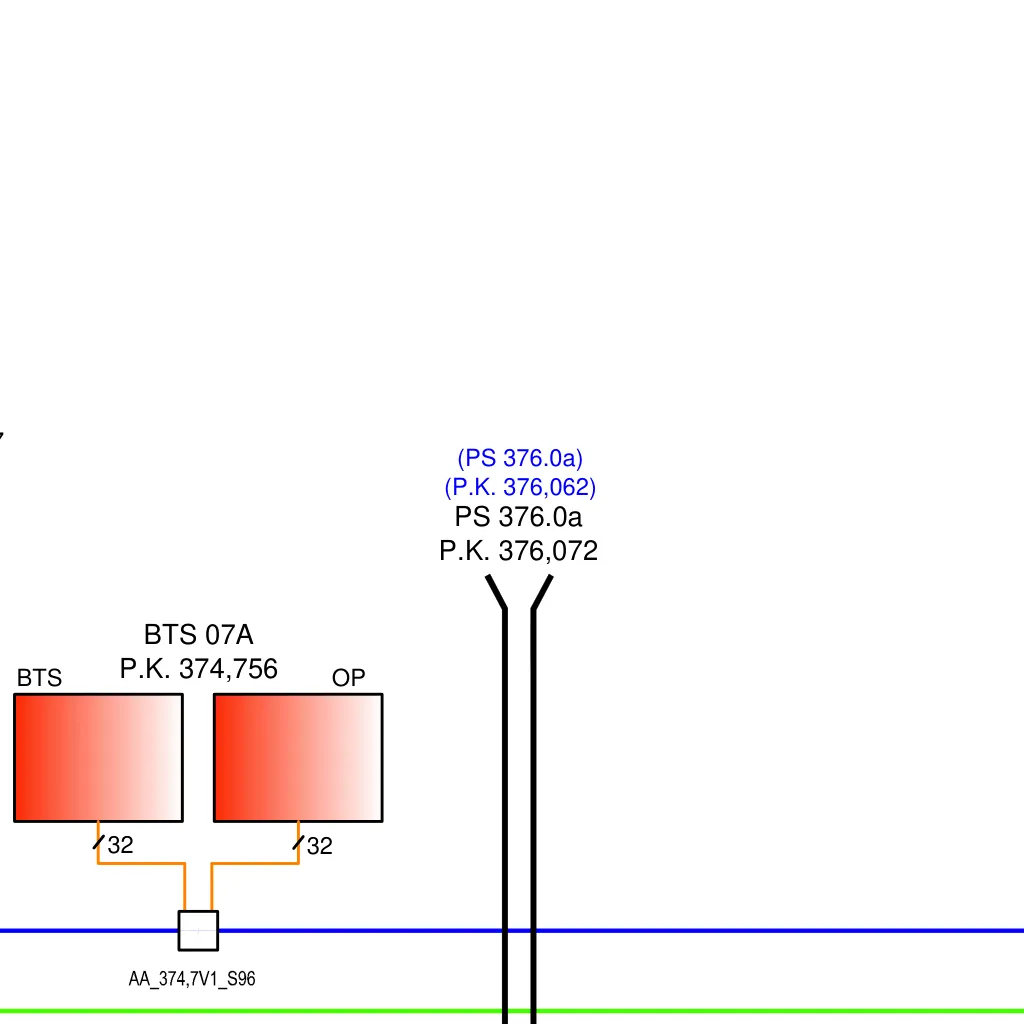 (PS 376.0a)
(P.K. 376,062)
PS 376.0a
P.K. 376,072
BTS 07A
P.K. 374,756
BTS
OP
32
32
AA_374,7V1_S96